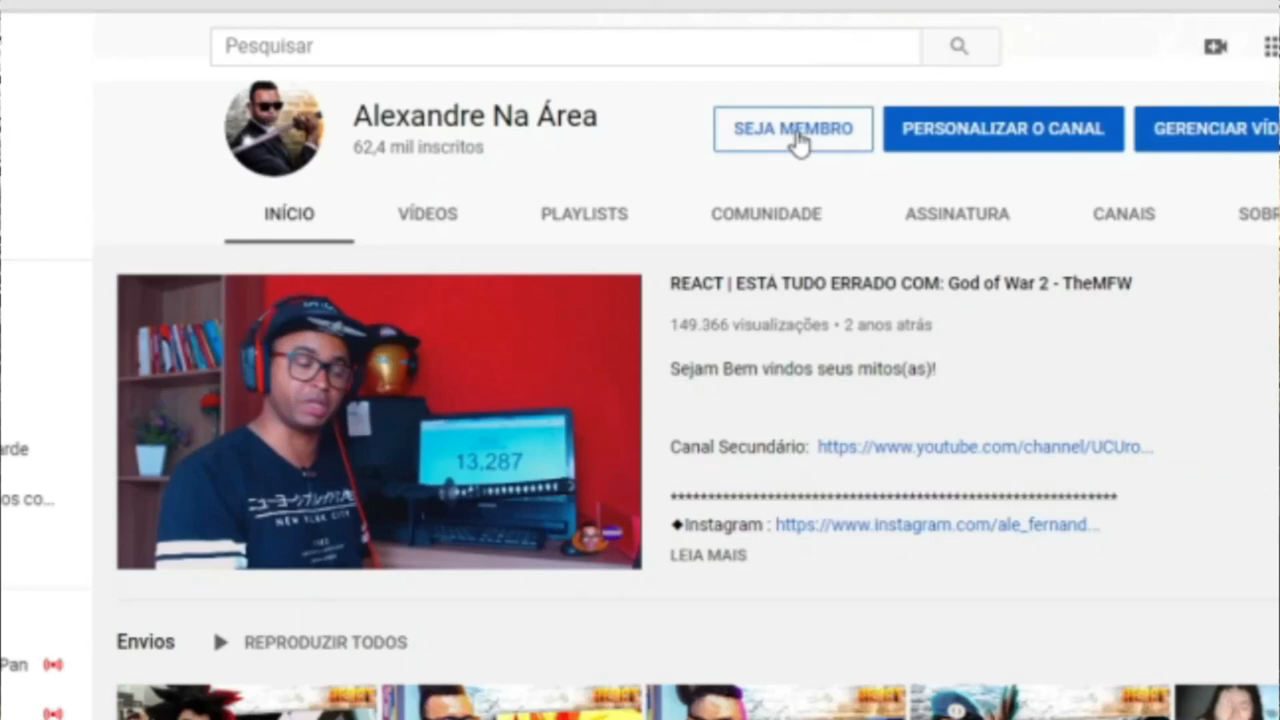 Pesquisar
Alexandre Na Área
62,4 mil inscritos
SEJA MEMBRO
PERSONALIZAR O CANAL
GERENCIAR VÍD
INÍCIO
VÍDEOS
PLAYLISTS
COMUNIDADE
ASSINATURA
CANAIS
SOBR
REACT | ESTÁ TUDO ERRADO COM: God of War 2 - TheMFW
149.366 visualizações • 2 anos atrás
Sejam Bem vindos seus mitos(as)!
13,287
NEW YORK CITY
Canal Secundário: https://www.youtube.com/channel/UCUro...
******************************************************************
◆Instagram : https://www.instagram.com/ale_fernand...
LEIA MAIS
arde
os co...
Envios
REPRODUZIR TODOS
Pan